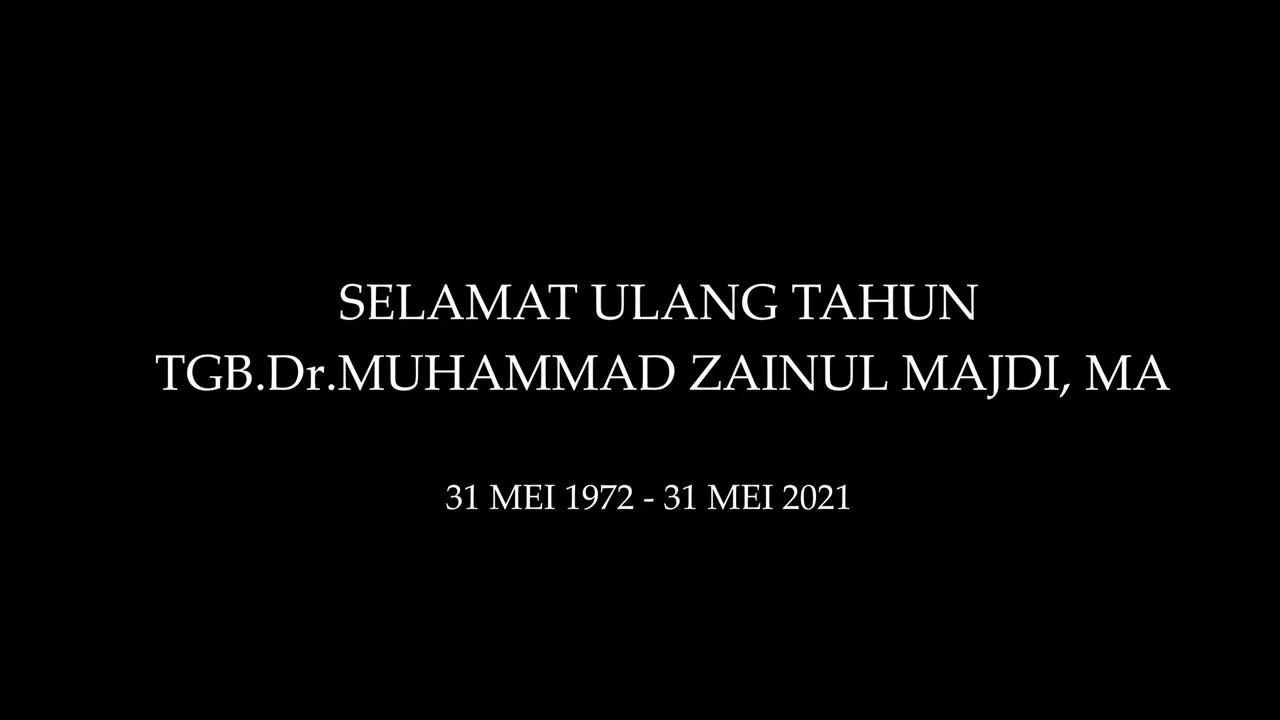 SELAMAT ULANG TAHUN
TGB.Dr.MUHAMMAD ZAINUL MAJDI, MA
31 MEI 1972 - 31 MEI 2021